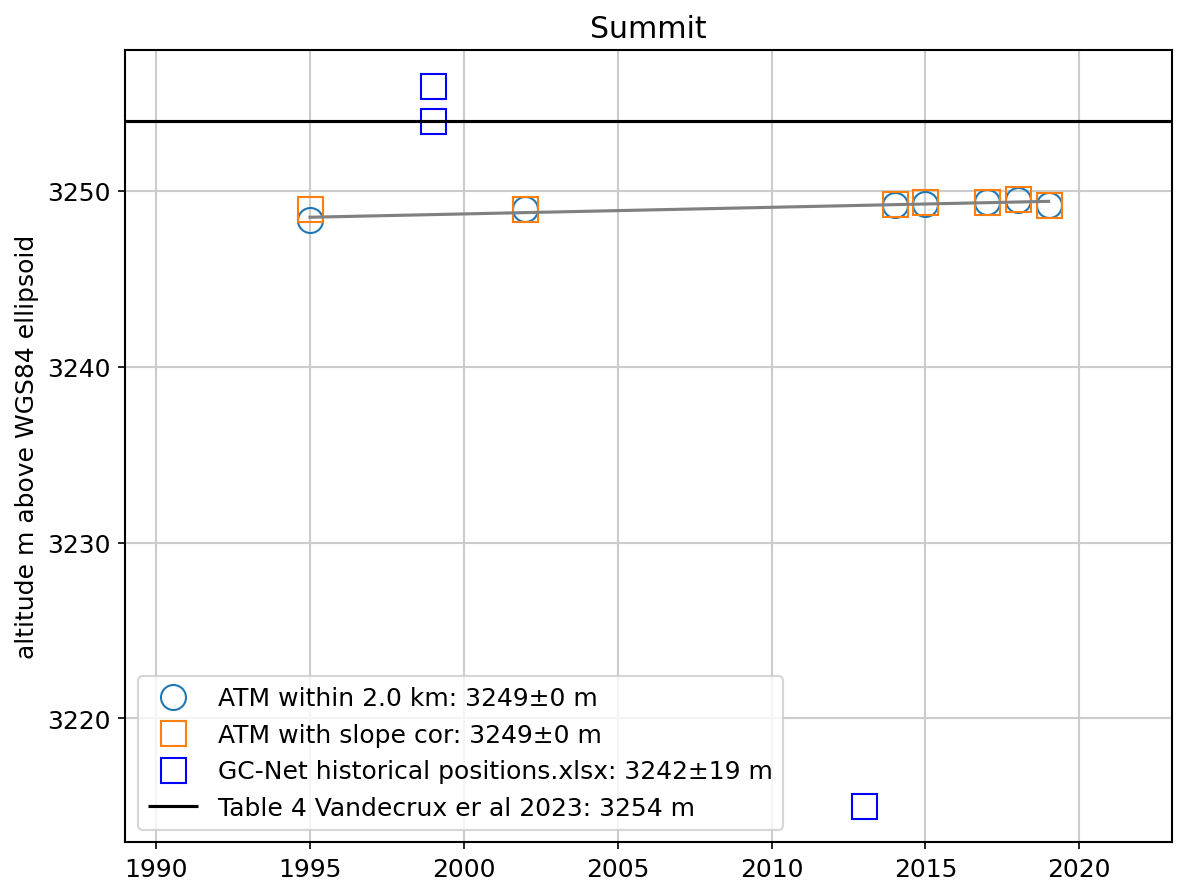 Summit
altitude m above WGS84 ellipsoid
3250
3240
3230
3220
ATM within 2.0 km: 3249±0 m
ATM with slope cor: 3249±0 m
GC-Net historical positions.xlsx: 3242±19 m
Table 4 Vandecrux er al 2023: 3254 m
1990 1995 2000 2005 2010 2015 2020